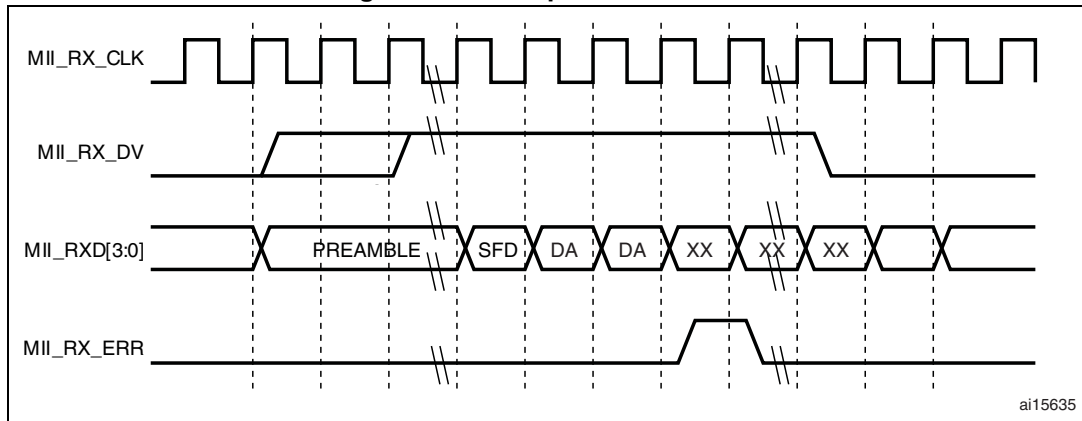 MII_RX_CLK
MII_RX_DV
MII_RXD[3:0]
PREAMBLE SFD DA DA XX XX XX
MII_RX_ERR
ai15635